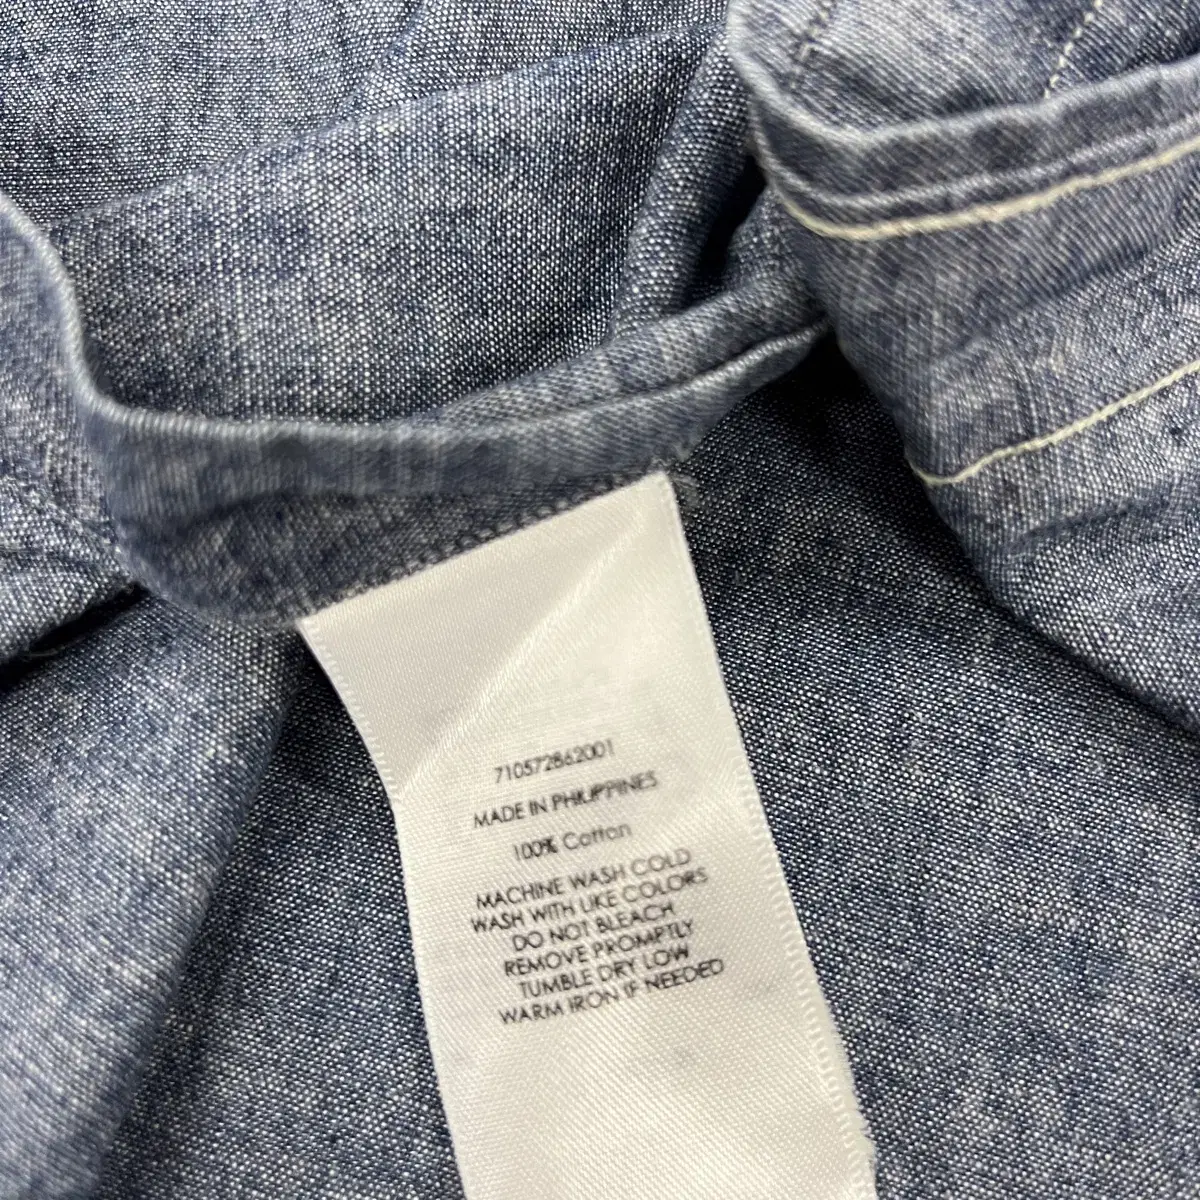 710572862001
MADE IN PHILIPPINES
100% Cotton
MACHINE WASH COLD
WASH WITH LIKE COLORS
DO NOT BLEACH
REMOVE PROMPTLY
TUMBLE DRY LOW
WARM IRON IF NEEDED